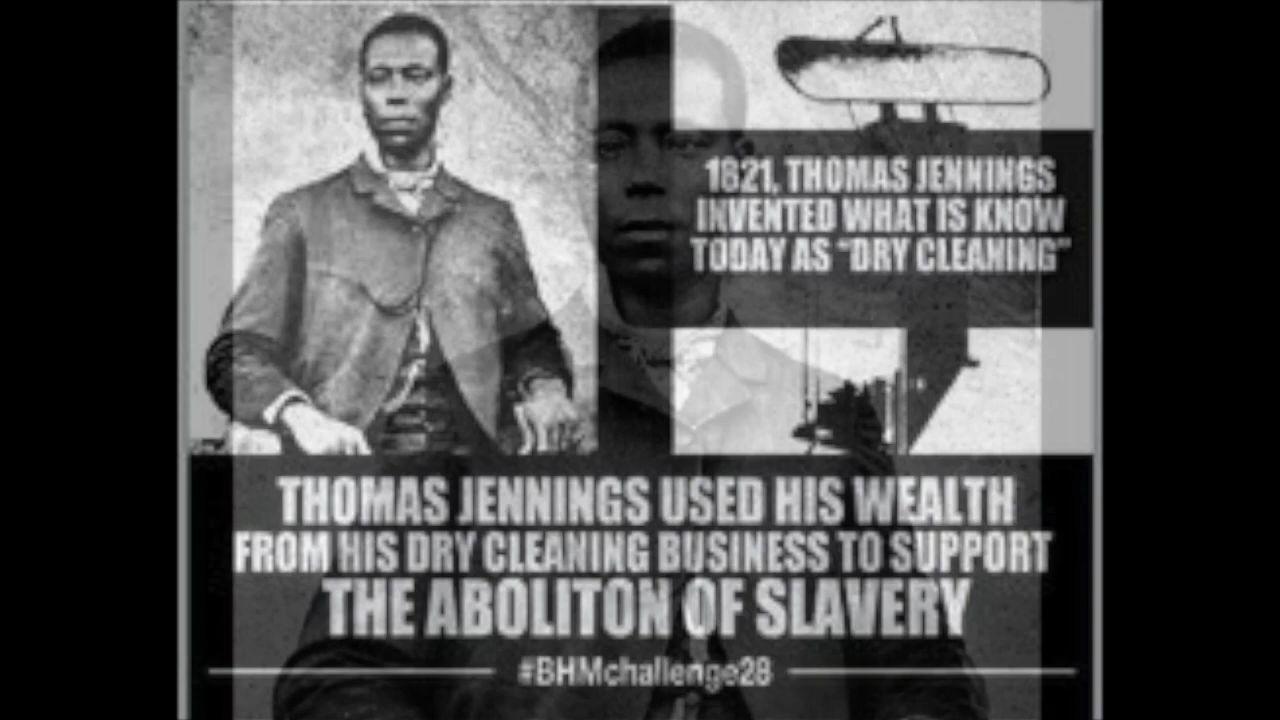 1821, THOMAS JENNINGS
INVENTED WHAT IS KNOW
TODAY AS "DRY CLEANING"
THOMAS JENNINGS USED HIS WEALTH
FROM HIS DRY CLEANING BUSINESS TO SUPPORT
THE ABOLITON OF SLAVERY
#BHMchallenge28